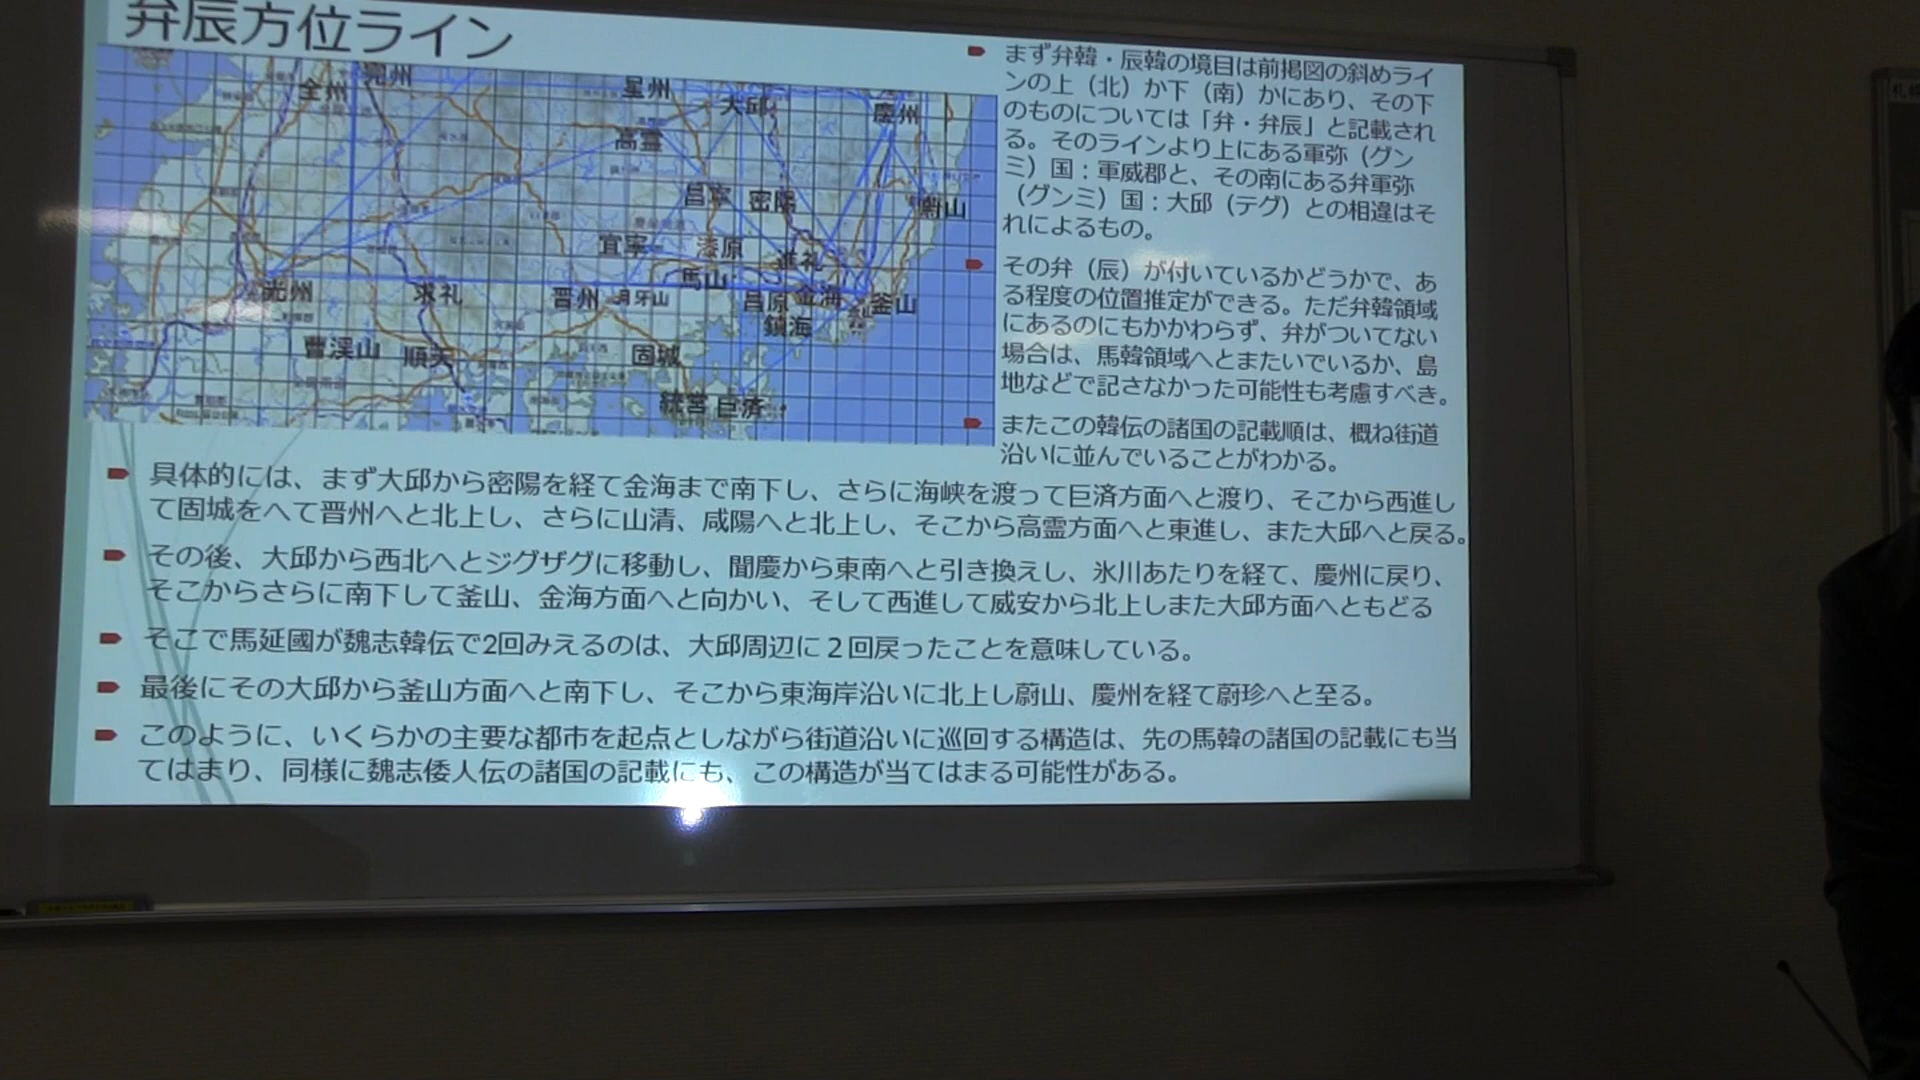 弁辰方位ライン
完州
全州
星州
大邱
慶州
高霊
昌寧 密陽
蔚山
宜寧 漆原
進礼
馬山
光州 求礼 晋州 月牙山 昌原 金海 釜山
鎮海
曹渓山 順天 固城
統営 巨済
まず弁韓・辰韓の境目は前掲図の斜めライ
ンの上（北）か下（南）かにあり、その下
のものについては「弁・弁辰」と記載され
る。そのラインより上にある軍弥（グン
ミ）国：軍威郡と、その南にある弁軍弥
（グンミ）国：大邱（テグ）との相違はそ
れによるもの。
その弁（辰）が付いているかどうかで、あ
る程度の位置推定ができる。ただ弁韓領域
にあるのにもかかわらず、弁がついてない
場合は、馬韓領域へとまたいでいるか、島
地などで記さなかった可能性も考慮すべき。
またこの韓伝の諸国の記載順は、概ね街道
沿いに並んでいることがわかる。
具体的には、まず大邱から密陽を経て金海まで南下し、さらに海峡を渡って巨済方面へと渡り、そこから西進し
て固城をへて晋州へと北上し、さらに山清、咸陽へと北上し、そこから高霊方面へと東進し、また大邱へと戻る。
その後、大邱から西北へとジグザグに移動し、聞慶から東南へと引き換えし、氷川あたりを経て、慶州に戻り、
そこからさらに南下して釜山、金海方面へと向かい、そして西進して威安から北上しまた大邱方面へともどる
そこで馬延國が魏志韓伝で2回みえるのは、大邱周辺に２回戻ったことを意味している。
最後にその大邱から釜山方面へと南下し、そこから東海岸沿いに北上し蔚山、慶州を経て蔚珍へと至る。
このように、いくらかの主要な都市を起点としながら街道沿いに巡回する構造は、先の馬韓の諸国の記載にも当
てはまり、同様に魏志倭人伝の諸国の記載にも、この構造が当てはまる可能性がある。